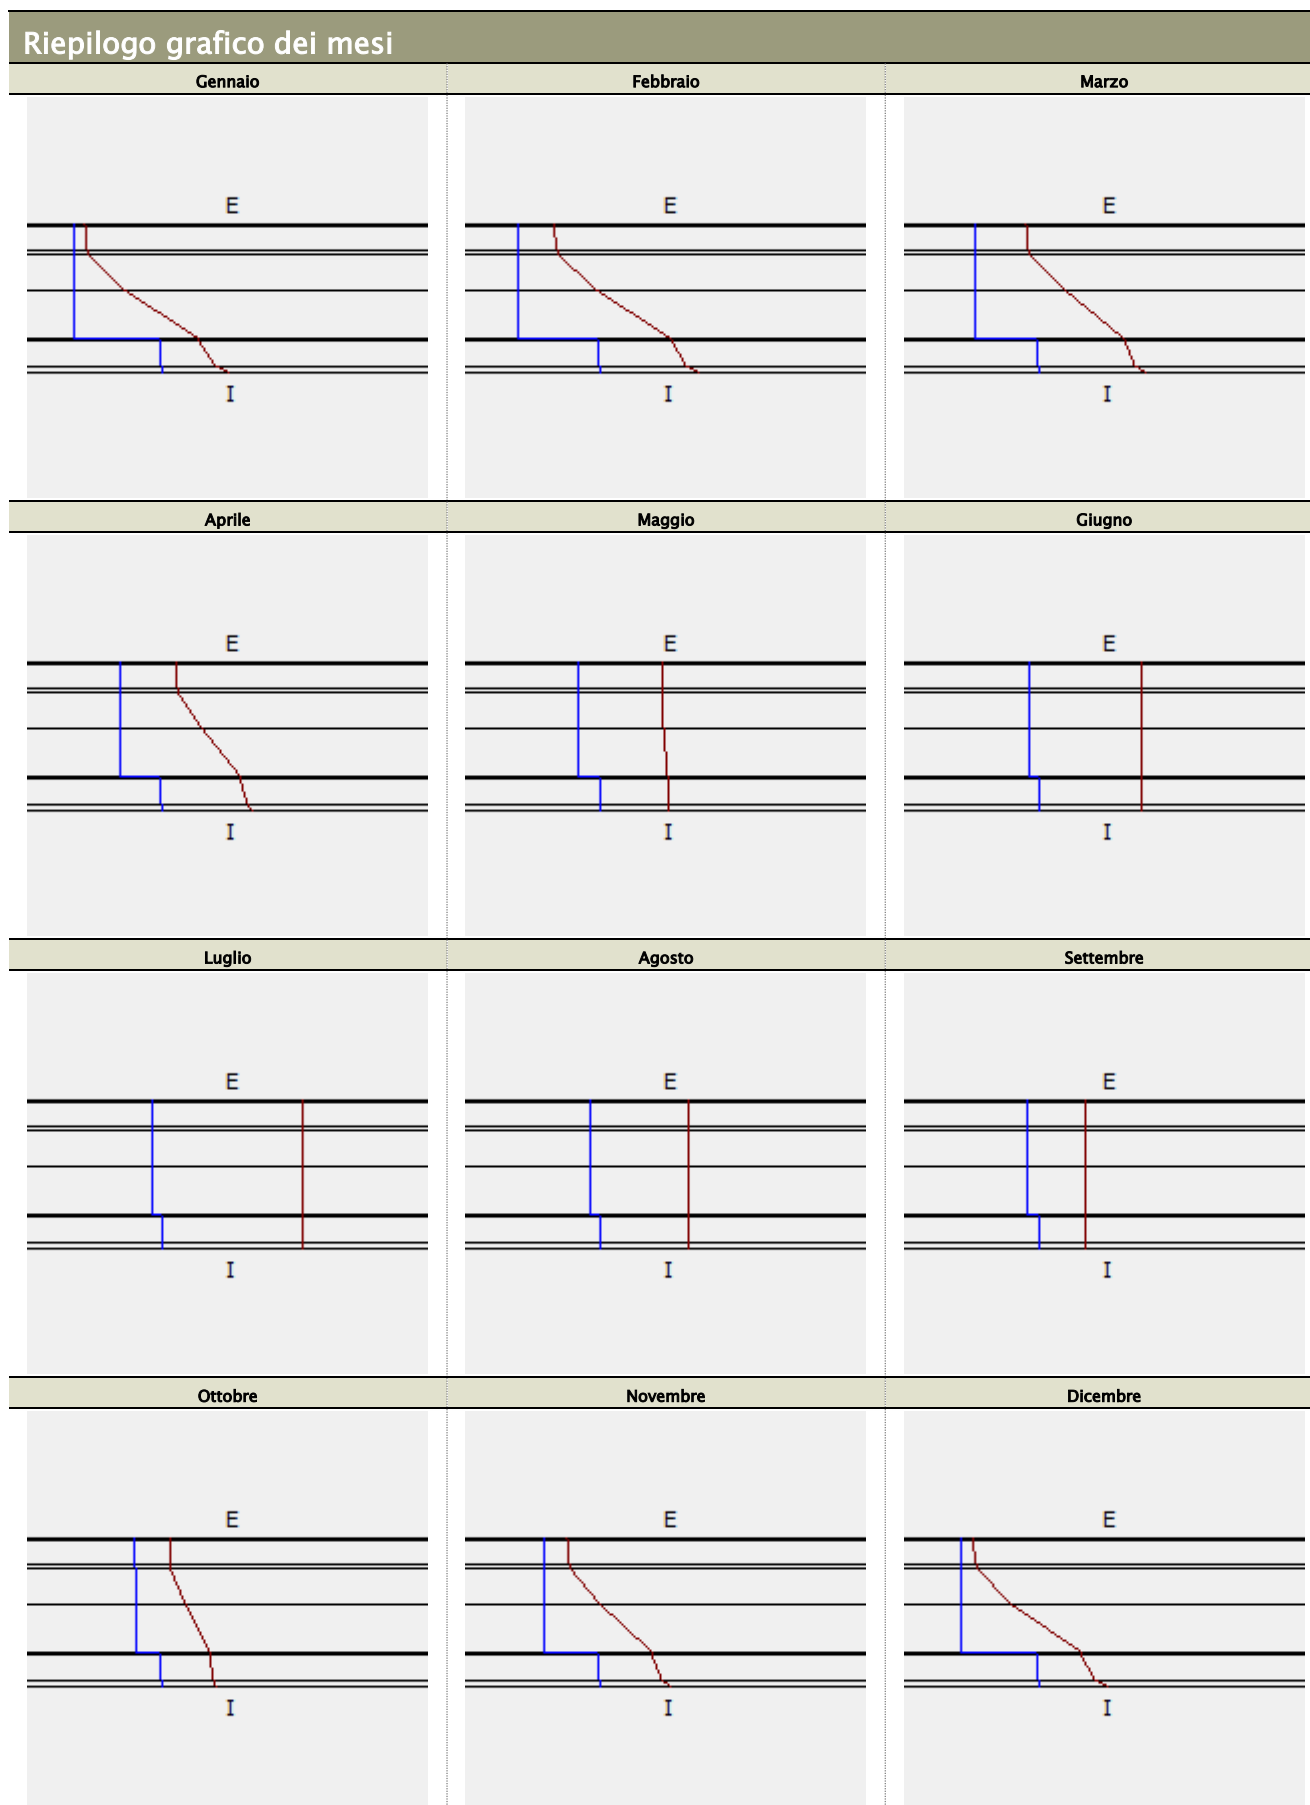 Riepilogo grafico dei mesi
Gennaio Febbraio Marzo
E E E
I I I
Aprile Maggio Giugno
E E E
I I I
Luglio Agosto Settembre
E E E
I I I
Ottobre Novembre Dicembre
E E E
I I I